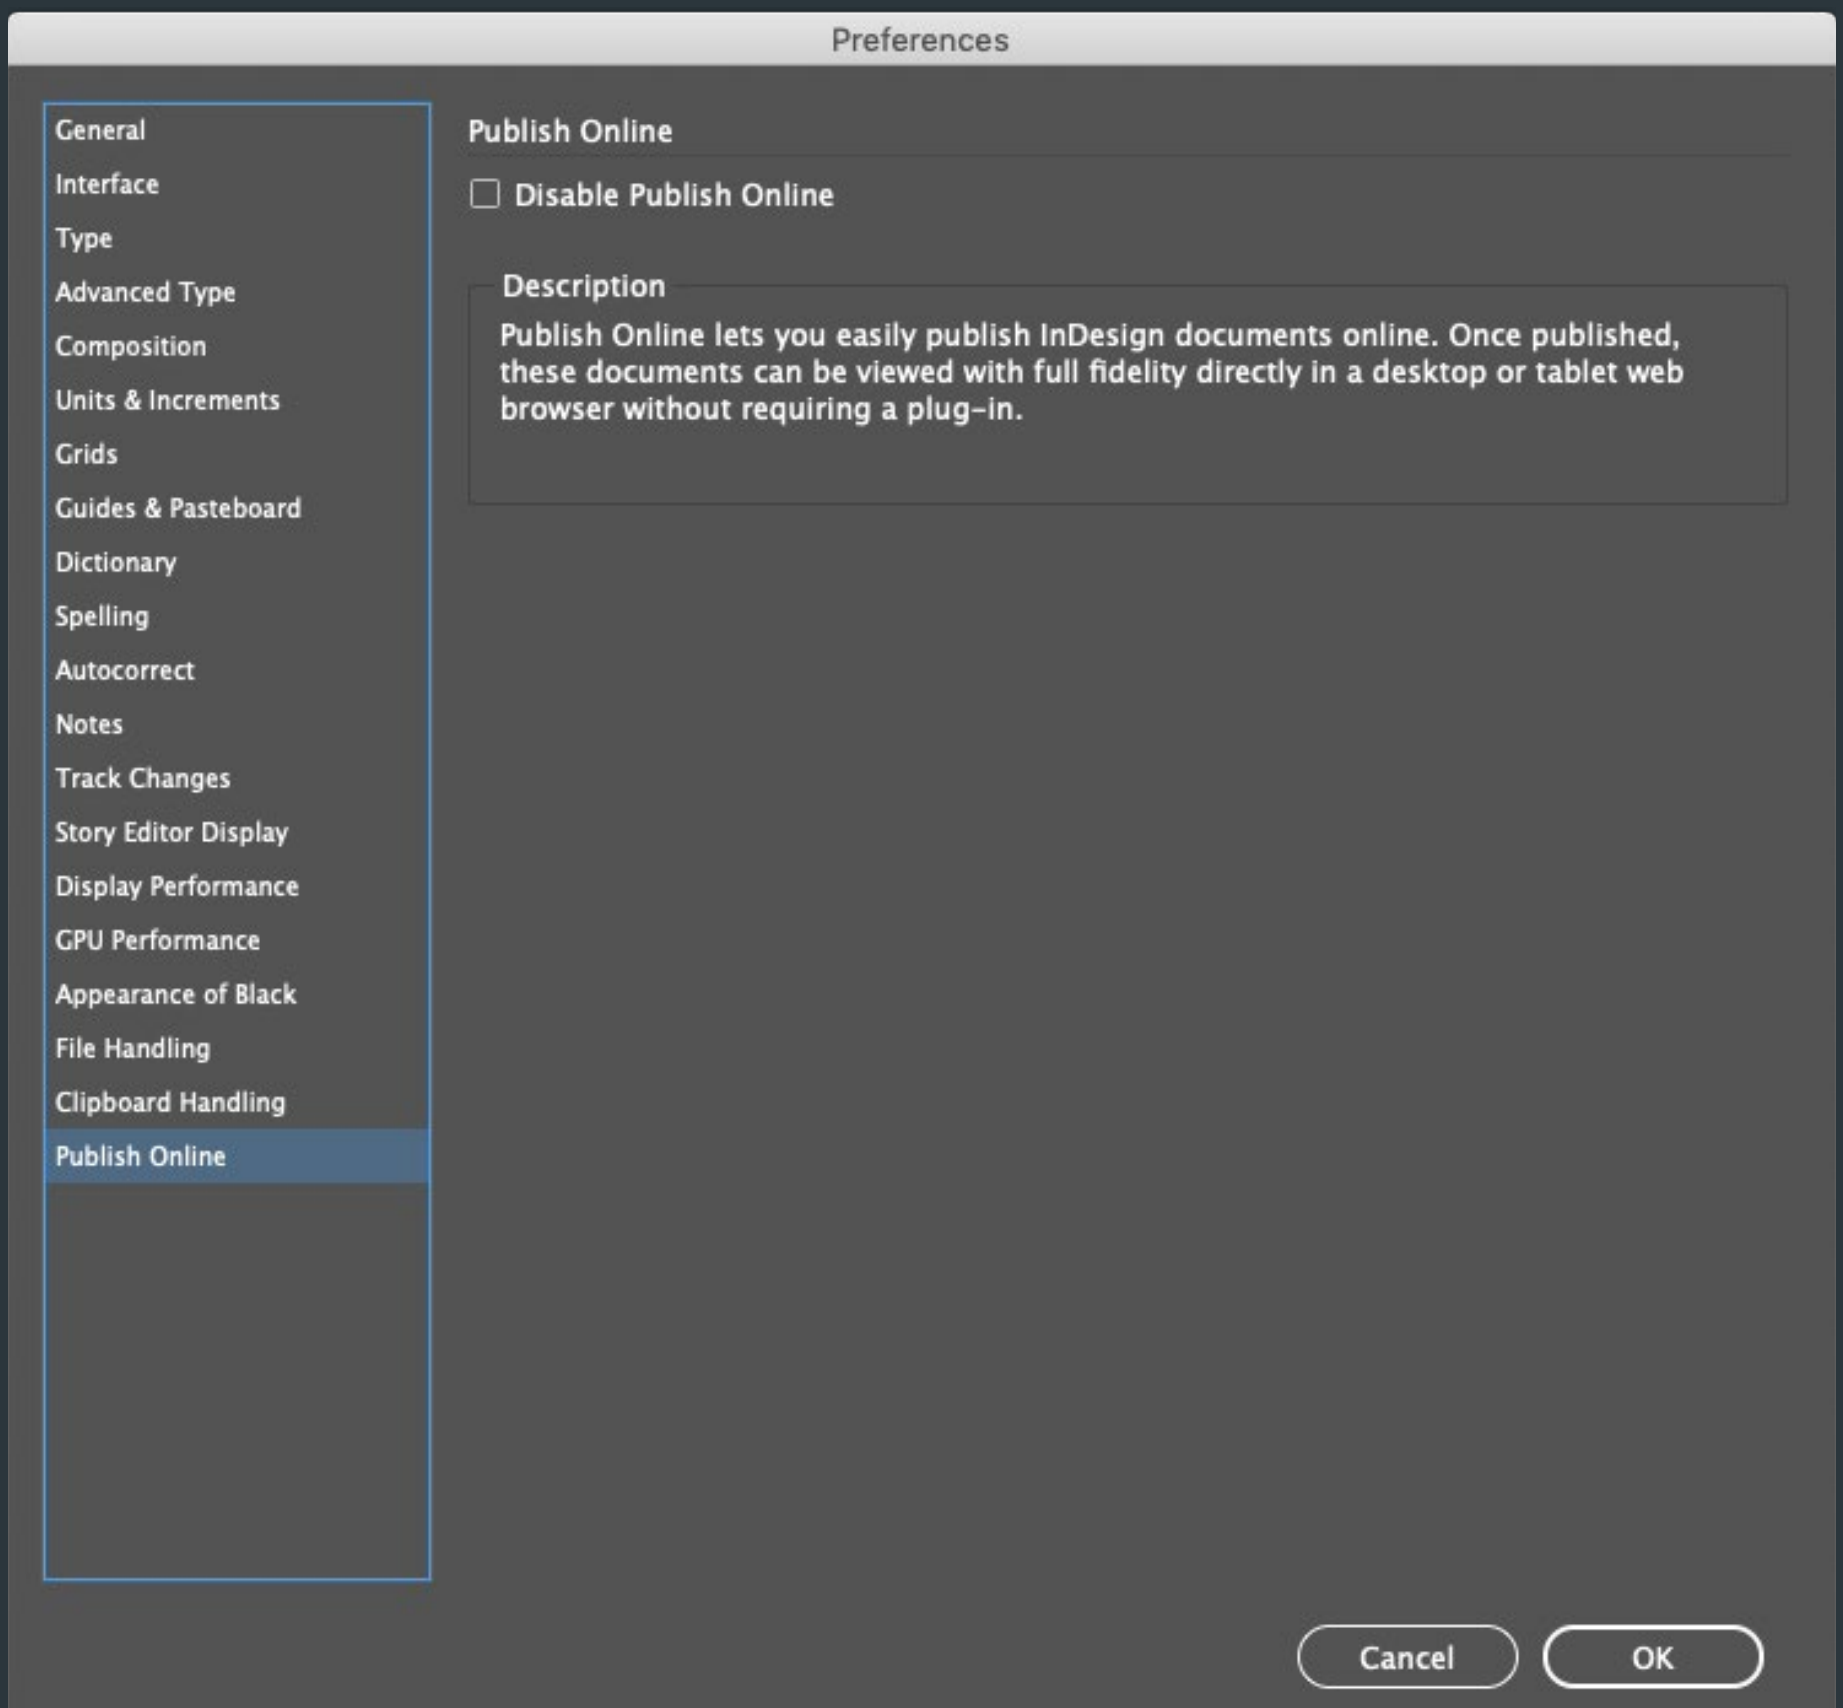 Preferences
General
Interface
Type
Advanced Type
Composition
Units & Increments
Grids
Guides & Pasteboard
Dictionary
Spelling
Autocorrect
Notes
Track Changes
Story Editor Display
Display Performance
GPU Performance
Appearance of Black
File Handling
Clipboard Handling
Publish Online
Publish Online
Disable Publish Online
Description
Publish Online lets you easily publish InDesign documents online. Once published,
these documents can be viewed with full fidelity directly in a desktop or tablet web
browser without requiring a plug-in.
Cancel
OK